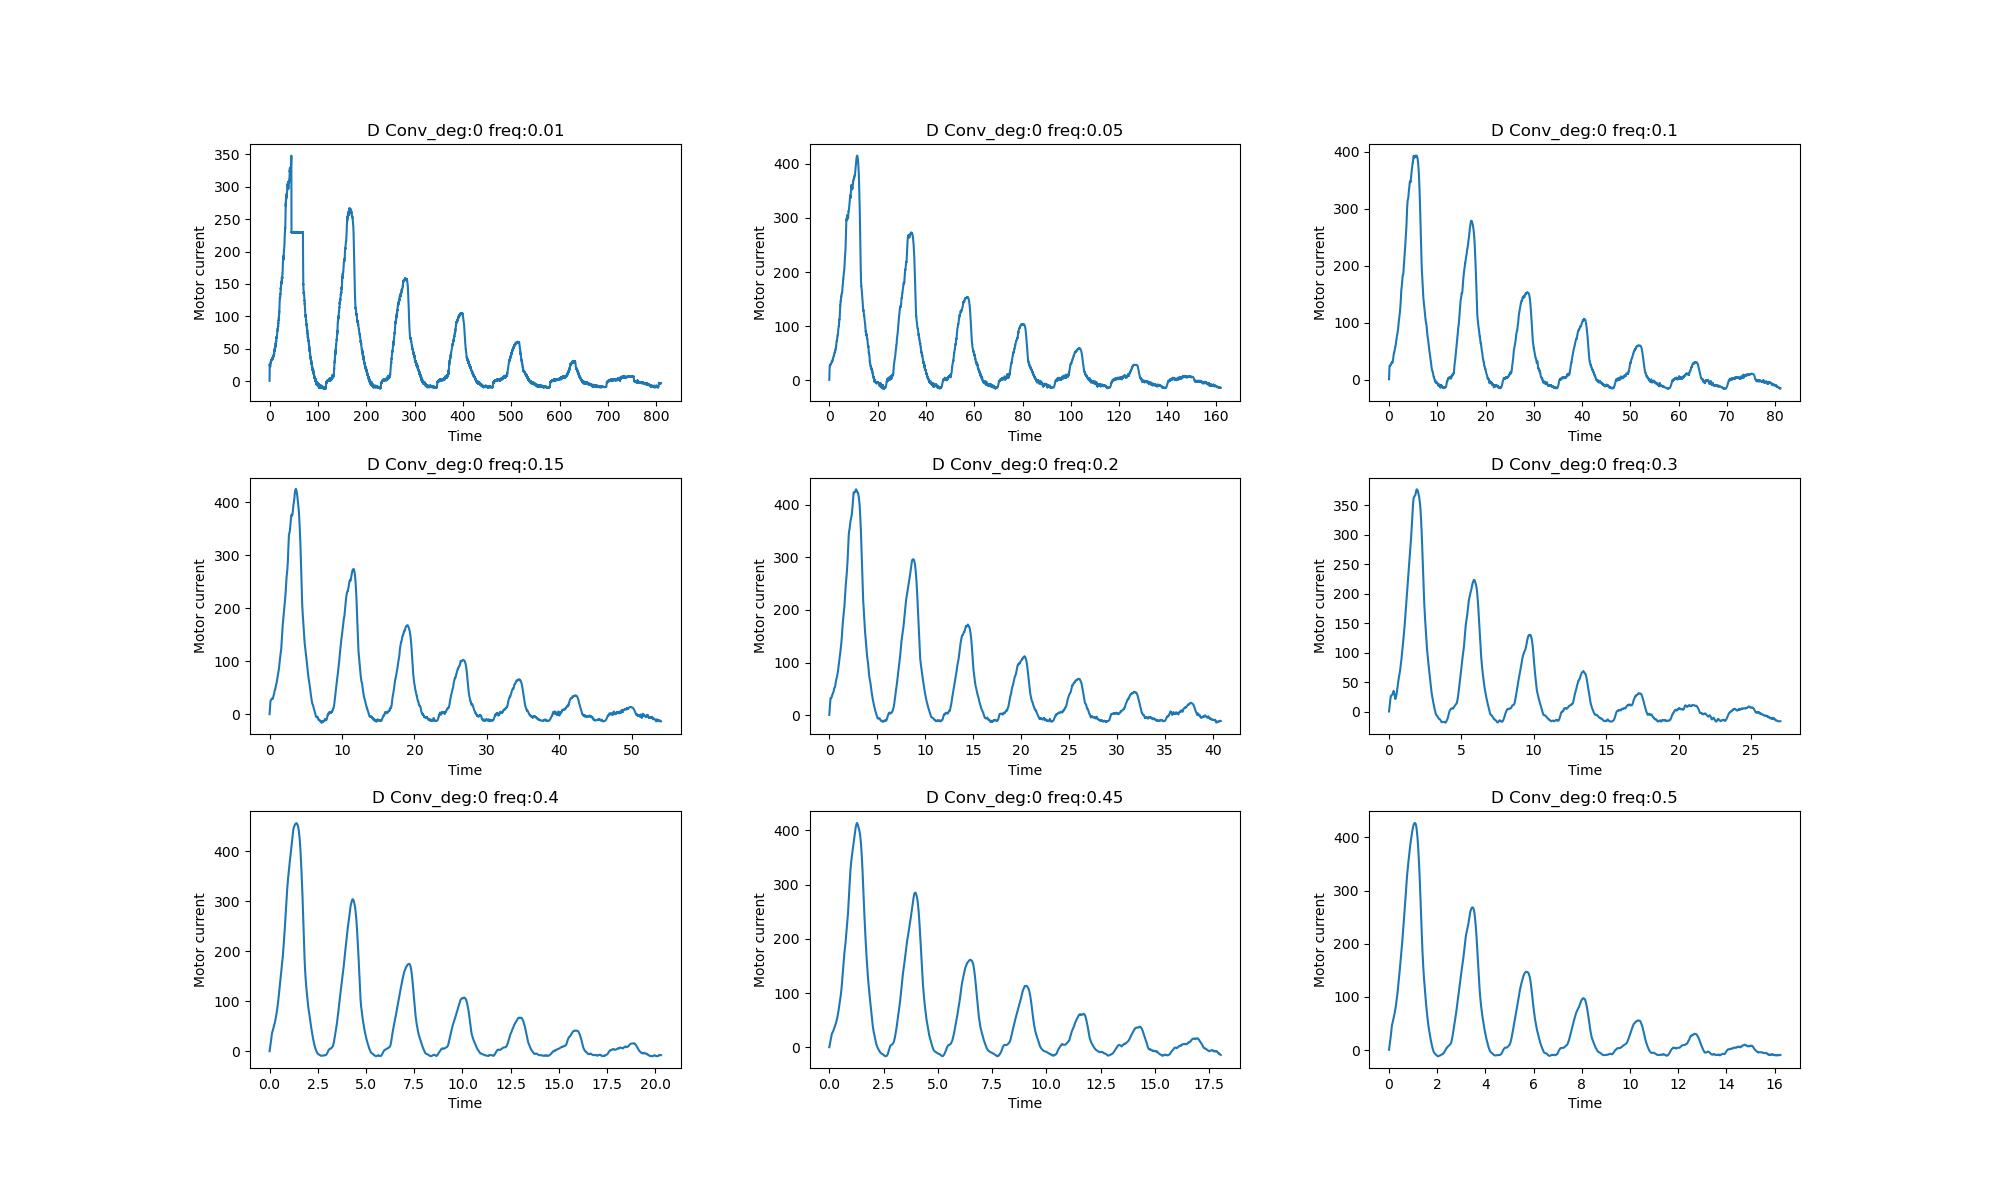 D Conv_deg:0 freq:0.01
D Conv_deg:0 freq:0.05
D Conv_deg:0 freq:0.1
Motor current
350
300
250
200
150
100
50
0
0 100 200 300 400 500 600 700 800
Time
Motor current
400
300
200
100
0
0 20 40 60 80 100 120 140 160
Time
Motor current
400
300
200
100
0
0 10 20 30 40 50 60 70 80
Time
D Conv_deg:0 freq:0.15
D Conv_deg:0 freq:0.2
D Conv_deg:0 freq:0.3
Motor current
400
300
200
100
0
0 10 20 30 40 50
Time
Motor current
400
300
200
100
0
0 5 10 15 20 25 30 35 40
Time
Motor current
350
300
250
200
150
100
50
0
0 5 10 15 20 25
Time
D Conv_deg:0 freq:0.4
D Conv_deg:0 freq:0.45
D Conv_deg:0 freq:0.5
Motor current
400
300
200
100
0
0.0 2.5 5.0 7.5 10.0 12.5 15.0 17.5 20.0
Time
Motor current
400
300
200
100
0
0.0 2.5 5.0 7.5 10.0 12.5 15.0 17.5
Time
Motor current
400
300
200
100
0
0 2 4 6 8 10 12 14 16
Time